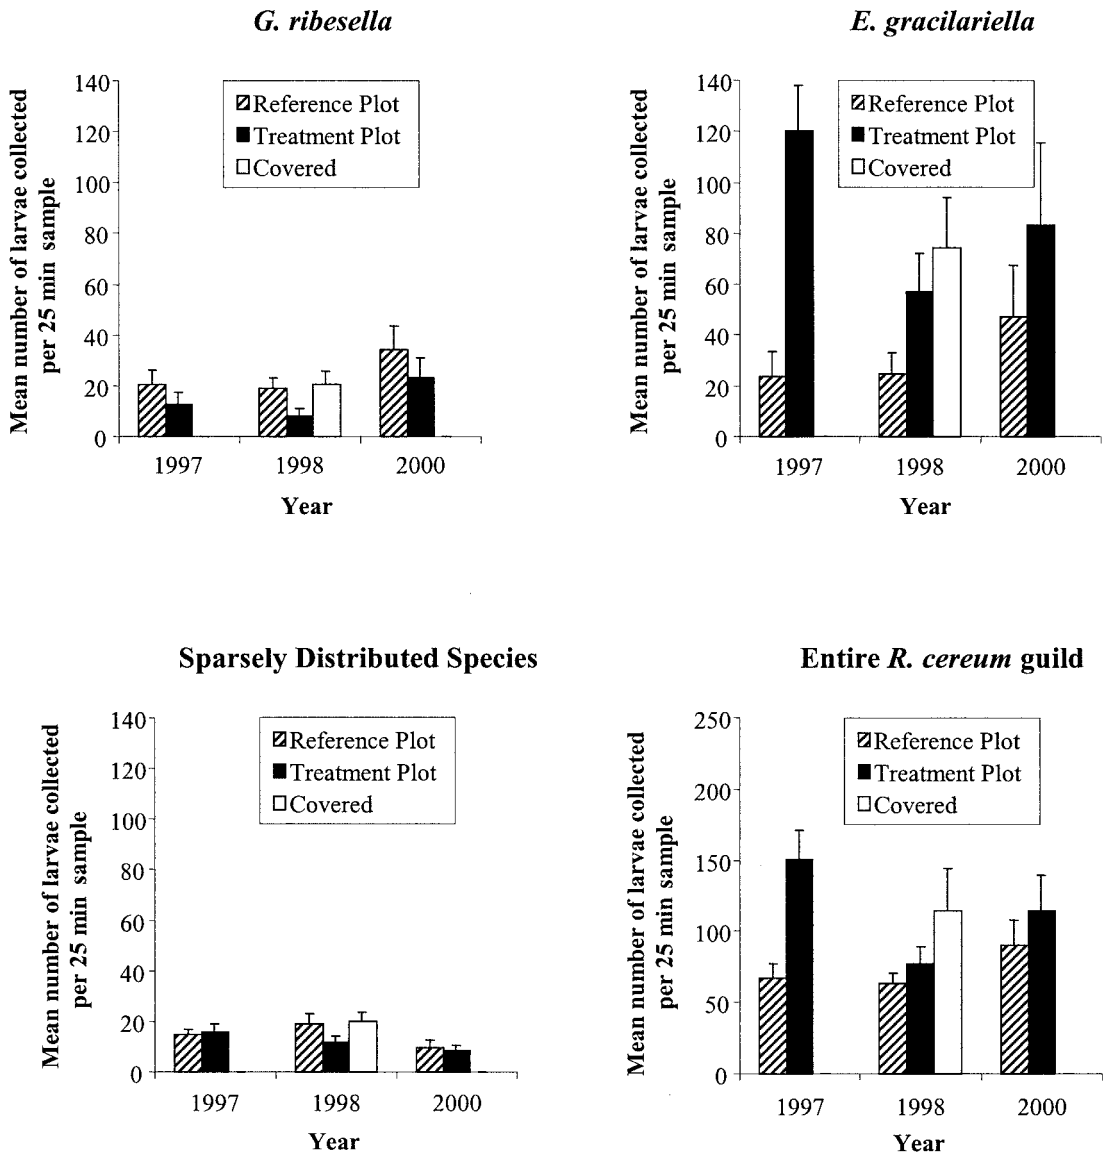 G. ribesella
Mean number of larvae collected
per 25 min sample
140
120
100
80
60
40
20
0
Reference Plot
Treatment Plot
Covered
1997
1998
2000
Year
E. gracilariella
Mean number of larvae collected
per 25 min sample
140
120
100
80
60
40
20
0
Reference Plot
Treatment Plot
Covered
1997
1998
2000
Year
Sparsely Distributed Species
Mean number of larvae collected
per 25 min sample
140
120
100
80
60
40
20
0
Reference Plot
Treatment Plot
Covered
1997
1998
2000
Year
Entire R. cereum guild
Mean number of larvae collected
per 25 min sample
250
200
150
100
50
0
Reference Plot
Treatment Plot
Covered
1997
1998
2000
Year